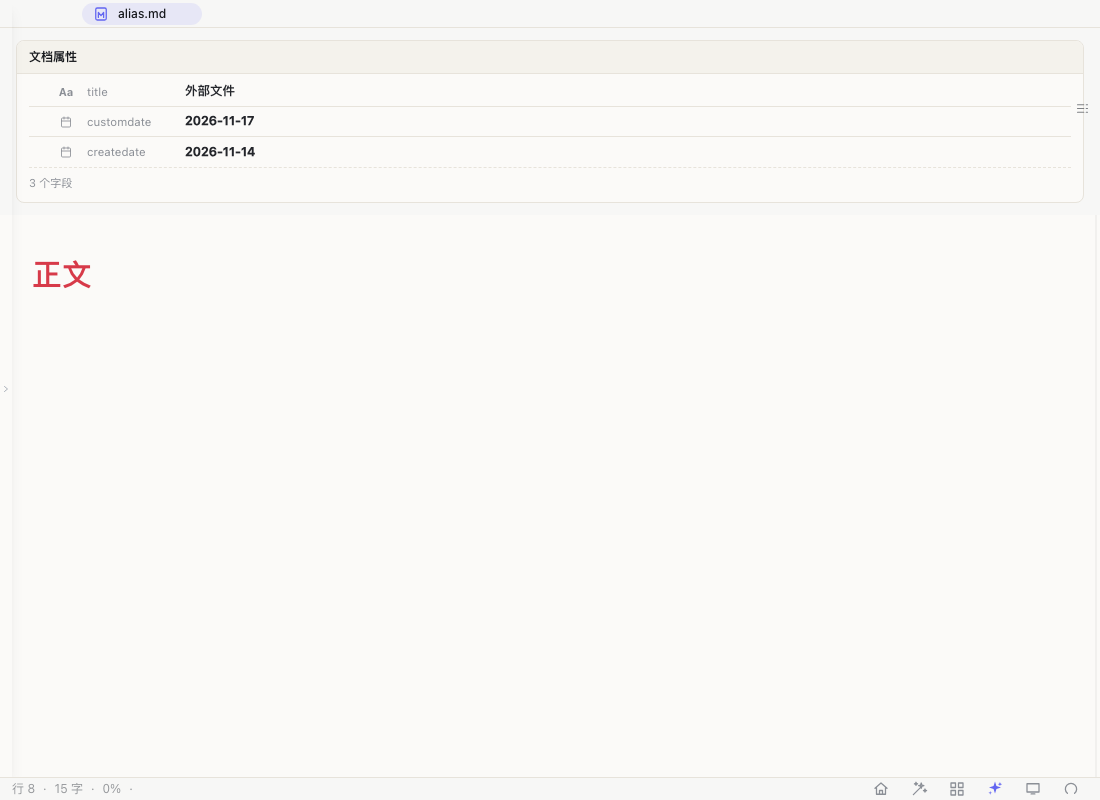 alias.md
文档属性
Aa title 外部文件
customdate 2026-11-17
createdate 2026-11-14
3 个字段
正文
行 8 · 15 字 · 0% ·